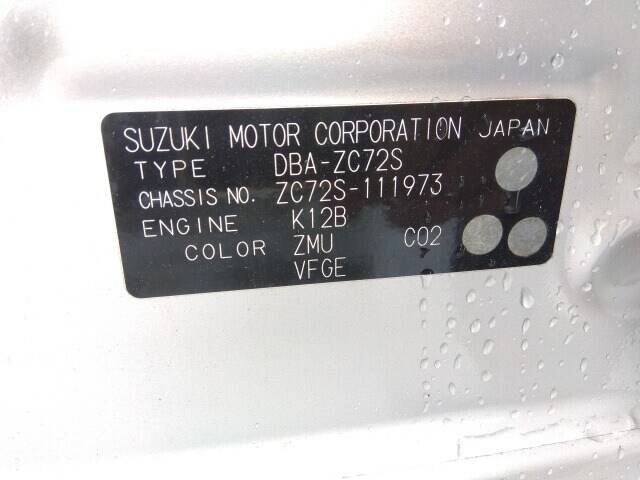 SUZUKI MOTOR CORPORATION JAPAN
TYPE DBA-ZC72S
CHASSIS NO. ZC72S-111973
ENGINE K12B
COLOR ZMU C02
VFGE